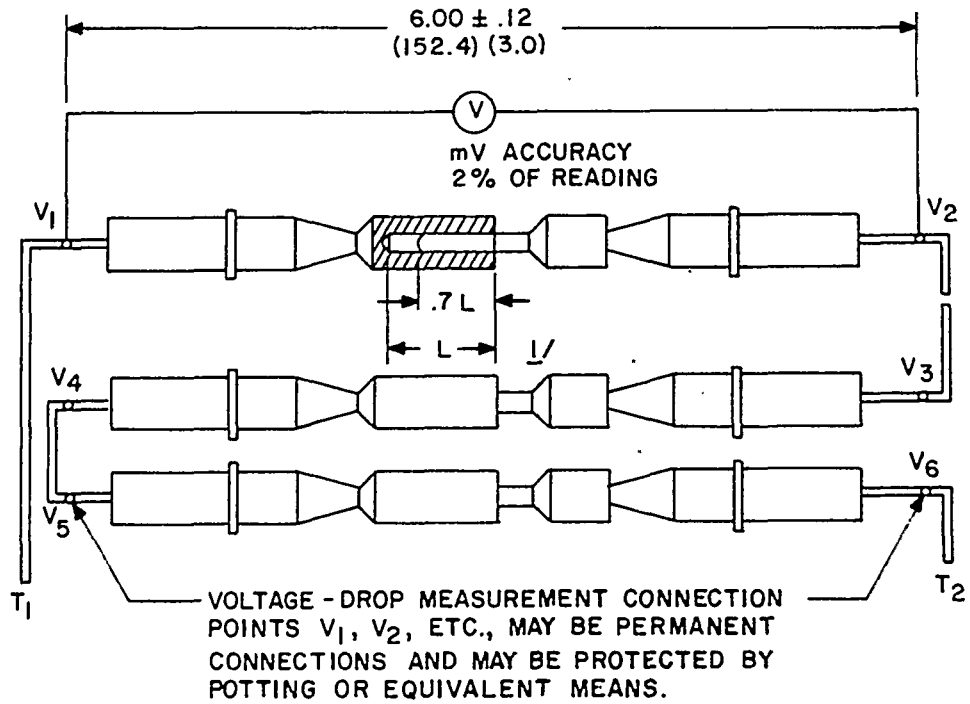 6.00 ± .12
(152.4) (3.0)
V
mV ACCURACY
2% OF READING
V1
V2
.7 L
L
1/
V4
V3
V5
V6
T1
T2
VOLTAGE - DROP MEASUREMENT CONNECTION
POINTS V1, V2, ETC., MAY BE PERMANENT
CONNECTIONS AND MAY BE PROTECTED BY
POTTING OR EQUIVALENT MEANS.